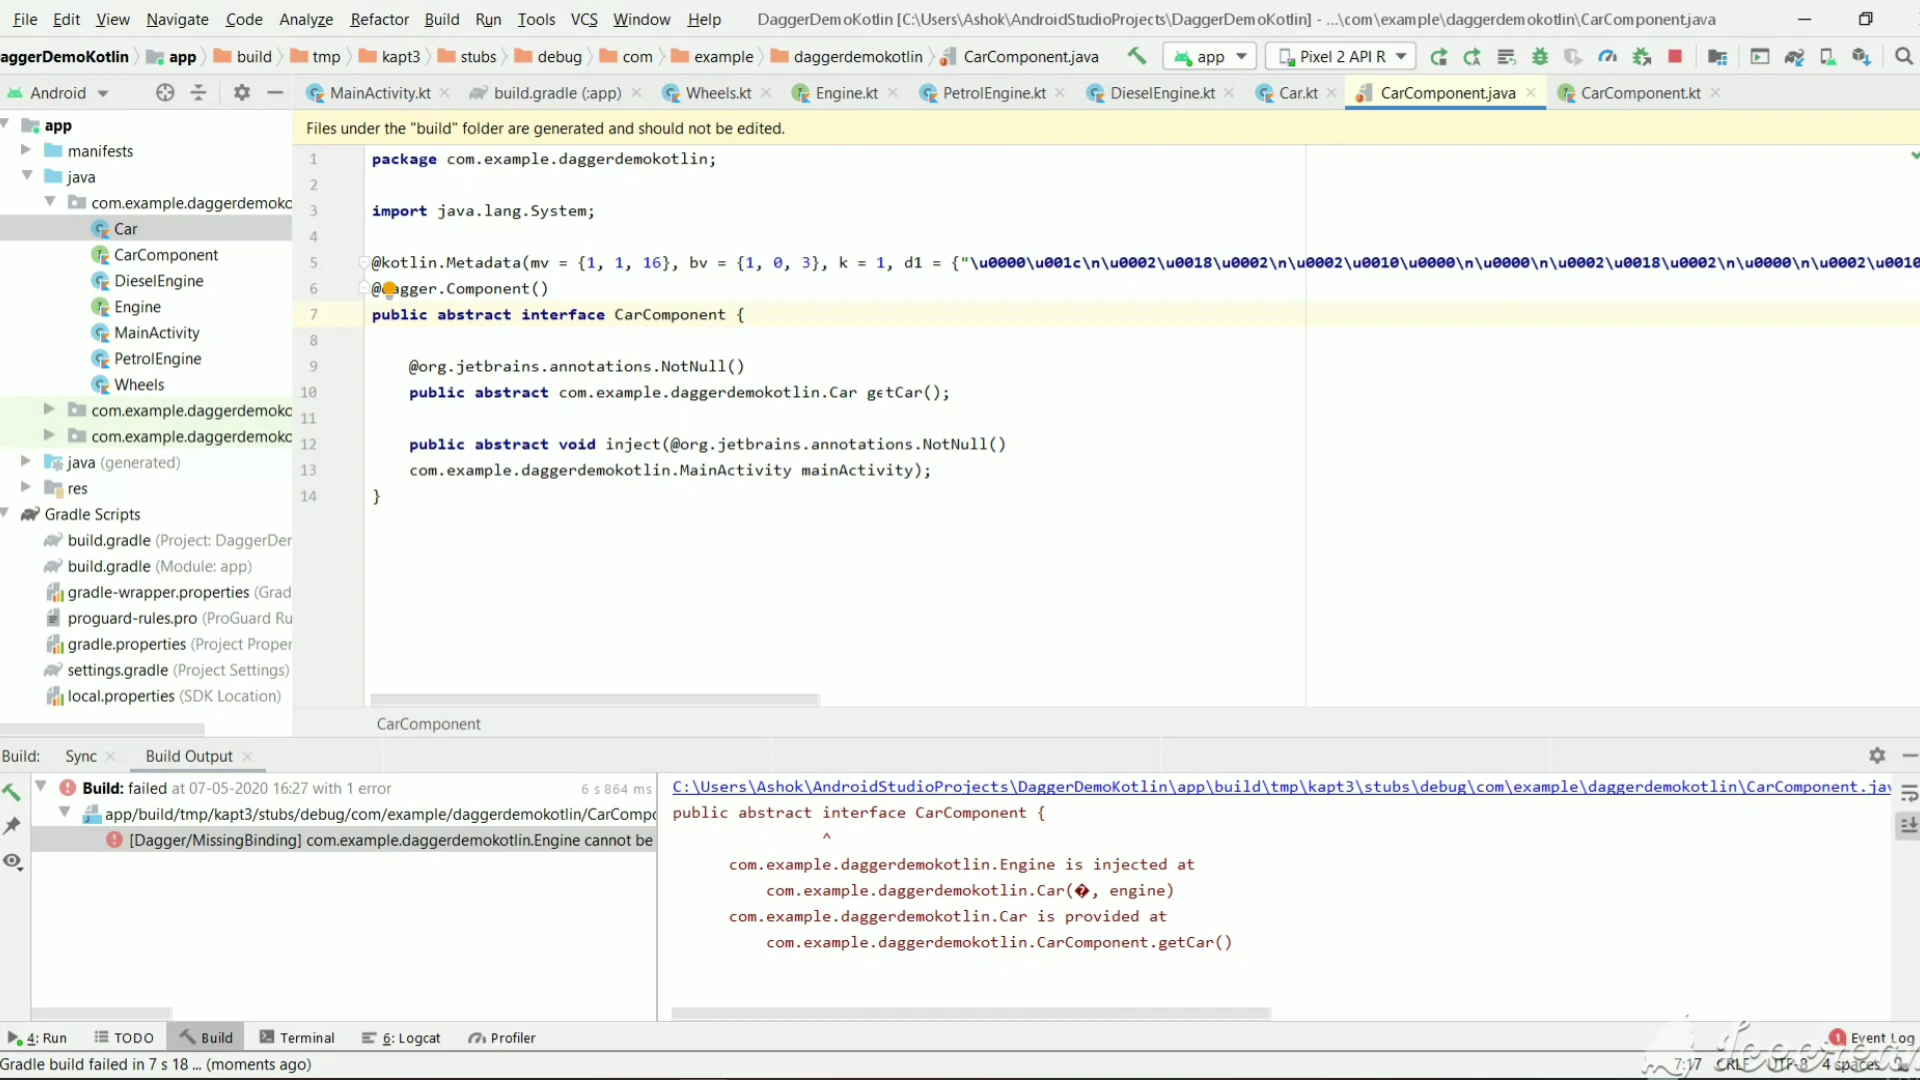 File Edit View Navigate Code Analyze Refactor Build Run Tools VCS Window Help DaggerDemoKotlin [C:\Users\Ashok\AndroidStudioProjects\DaggerDemoKotlin] - ...\com\example\daggerdemokotlin\CarComponent.java
aggerDemoKotlin app build tmp kapt3 stubs debug com example daggerdemokotlin CarComponent.java app Pixel 2 API R
Android MainActivity.kt build.gradle (:app) Wheels.kt Engine.kt PetrolEngine.kt DieselEngine.kt Car.kt CarComponent.java CarComponent.kt
Files under the "build" folder are generated and should not be edited.
app
manifests
java
com.example.daggerdemoko
Car
CarComponent
DieselEngine
Engine
MainActivity
PetrolEngine
Wheels
com.example.daggerdemoko
com.example.daggerdemoko
java (generated)
res
Gradle Scripts
build.gradle (Project: DaggerDer
build.gradle (Module: app)
gradle-wrapper.properties (Grad
proguard-rules.pro (ProGuard Ru
gradle.properties (Project Proper
settings.gradle (Project Settings)
local.properties (SDK Location)
1 package com.example.daggerdemokotlin;
2
3 import java.lang.System;
4
5 @kotlin.Metadata(mv = {1, 1, 16}, bv = {1, 0, 3}, k = 1, d1 = {"\u0000\u001c\n\u0002\u0018\u0002\n\u0002\u0010\u0000\n\u0000\n\u0002\u0018\u0002\n\u0000\n\u0002\u0010
6 @dagger.Component()
7 public abstract interface CarComponent {
8
9 @org.jetbrains.annotations.NotNull()
10 public abstract com.example.daggerdemokotlin.Car getCar();
11
12 public abstract void inject(@org.jetbrains.annotations.NotNull()
13 com.example.daggerdemokotlin.MainActivity mainActivity);
14 }
CarComponent
Build: Sync Build Output
Build: failed at 07-05-2020 16:27 with 1 error 6 s 864 ms
app/build/tmp/kapt3/stubs/debug/com/example/daggerdemokotlin/CarCompo
[Dagger/MissingBinding] com.example.daggerdemokotlin.Engine cannot be
C:\Users\Ashok\AndroidStudioProjects\DaggerDemoKotlin\app\build\tmp\kapt3\stubs\debug\com\example\daggerdemokotlin\CarComponent.jav
public abstract interface CarComponent {
^
com.example.daggerdemokotlin.Engine is injected at
com.example.daggerdemokotlin.Car(�, engine)
com.example.daggerdemokotlin.Car is provided at
com.example.daggerdemokotlin.CarComponent.getCar()
4: Run TODO Build Terminal 6: Logcat Profiler 1 Event Log
Gradle build failed in 7 s 18 ... (moments ago) 7:17 CRLF UTF-8 4 spaces